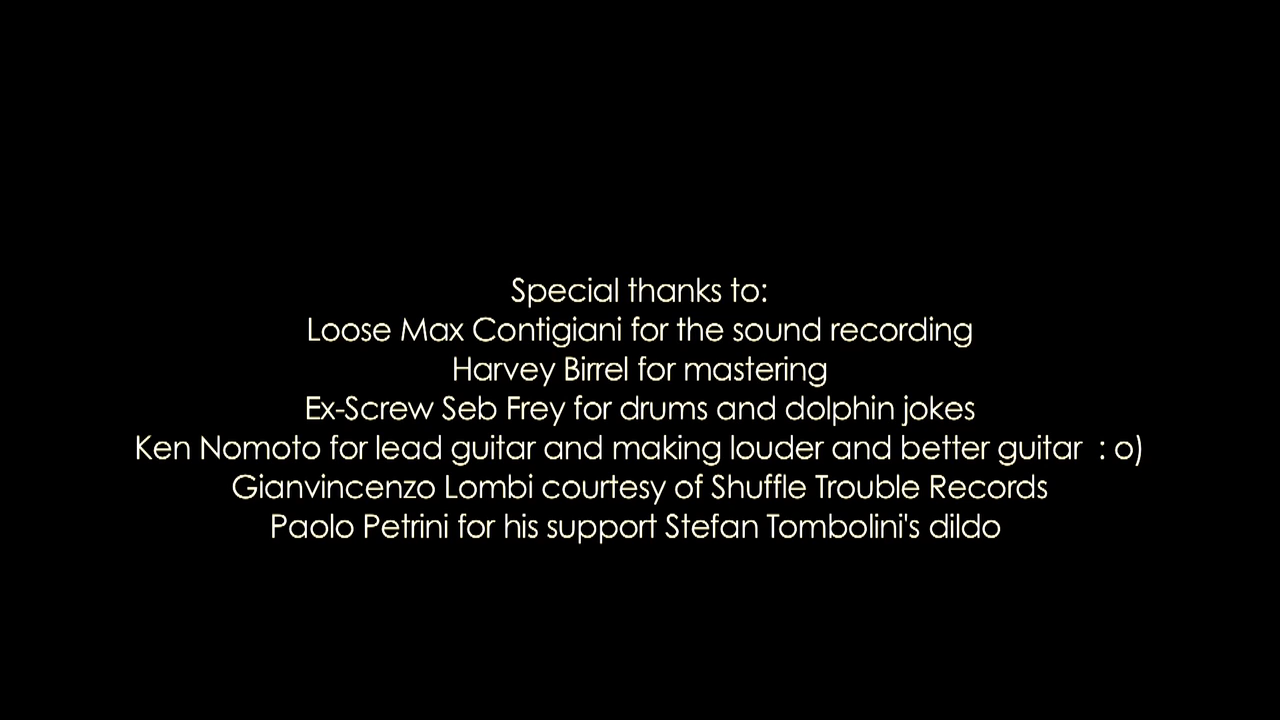 Special thanks to:
Loose Max Contigiani for the sound recording
Harvey Birrel for mastering
Ex-Screw Seb Frey for drums and dolphin jokes
Ken Nomoto for lead guitar and making louder and better guitar  : o)
Gianvincenzo Lombi courtesy of Shuffle Trouble Records
Paolo Petrini for his support Stefan Tombolini's dildo